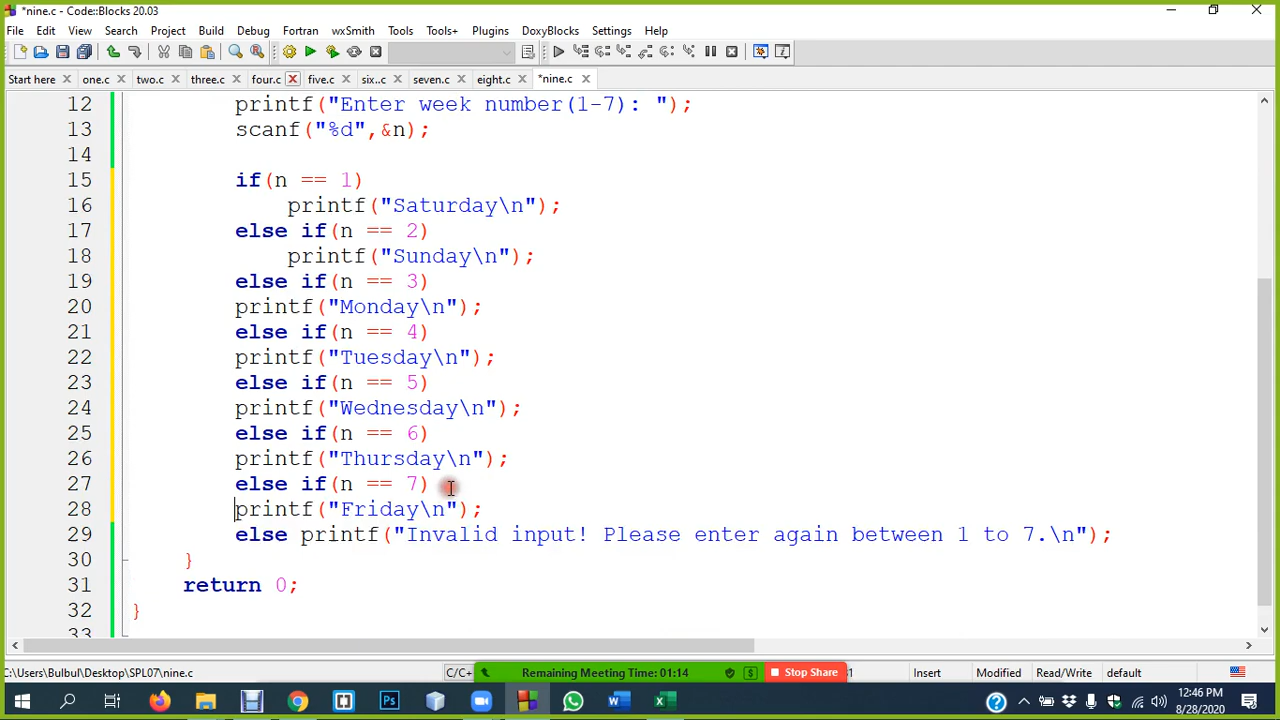 *nine.c - Code::Blocks 20.03
File Edit View Search Project Build Debug Fortran wxSmith Tools Tools+ Plugins DoxyBlocks Settings Help
Start here one.c two.c three.c four.c five.c six..c seven.c eight.c *nine.c
12 printf("Enter week number(1-7): ");
13 scanf("%d",&n);
14
15 if(n == 1)
16 printf("Saturday\n");
17 else if(n == 2)
18 printf("Sunday\n");
19 else if(n == 3)
20 printf("Monday\n");
21 else if(n == 4)
22 printf("Tuesday\n");
23 else if(n == 5)
24 printf("Wednesday\n");
25 else if(n == 6)
26 printf("Thursday\n");
27 else if(n == 7)
28 printf("Friday\n");
29 else printf("Invalid input! Please enter again between 1 to 7.\n");
30 }
31 return 0;
32 }
33
C:\Users\Bulbul\Desktop\SPL07\nine.c C/C+ Remaining Meeting Time: 01:14 Stop Share Insert Modified Read/Write default
12:46 PM
8/28/2020